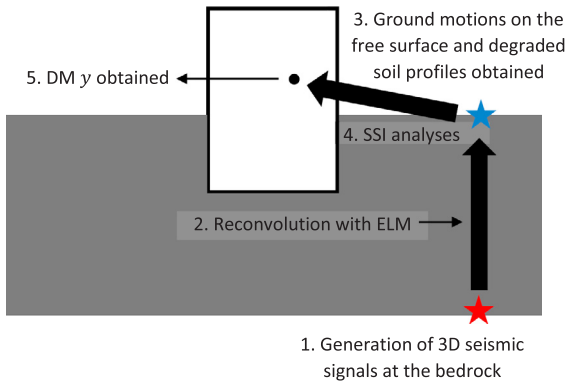 3. Ground motions on the
free surface and degraded
soil profiles obtained
5. DM y obtained
4. SSI analyses
2. Reconvolution with ELM
1. Generation of 3D seismic
signals at the bedrock